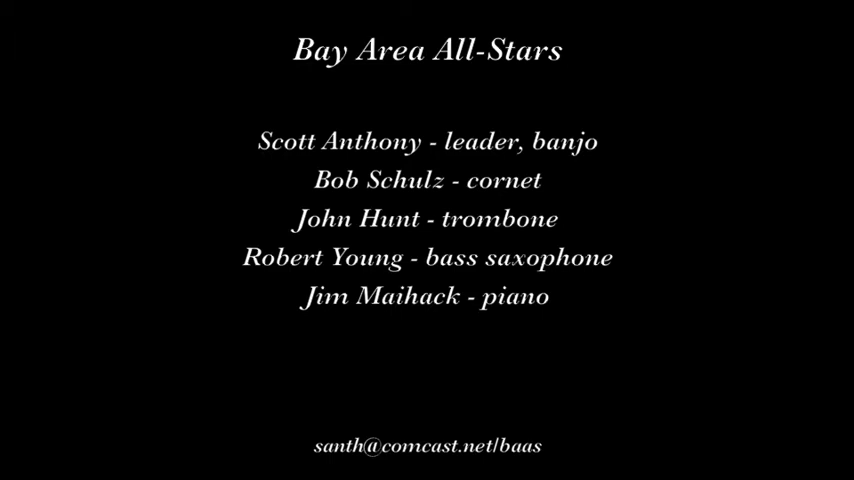 Bay Area All-Stars
Scott Anthony - leader, banjo
Bob Schulz - cornet
John Hunt - trombone
Robert Young - bass saxophone
Jim Maihack - piano
santh@comcast.net/baas